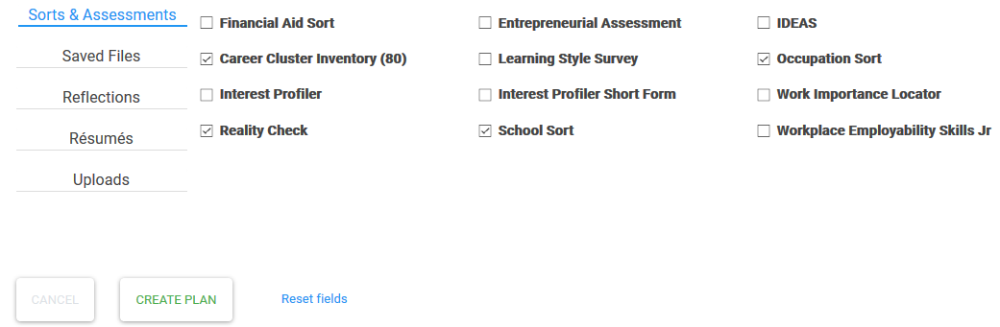 Sorts & Assessments
Saved Files
Reflections
Résumés
Uploads
Financial Aid Sort
Entrepreneurial Assessment
IDEAS
Career Cluster Inventory (80)
Learning Style Survey
Occupation Sort
Interest Profiler
Interest Profiler Short Form
Work Importance Locator
Reality Check
School Sort
Workplace Employability Skills Jr
CANCEL
CREATE PLAN
Reset fields